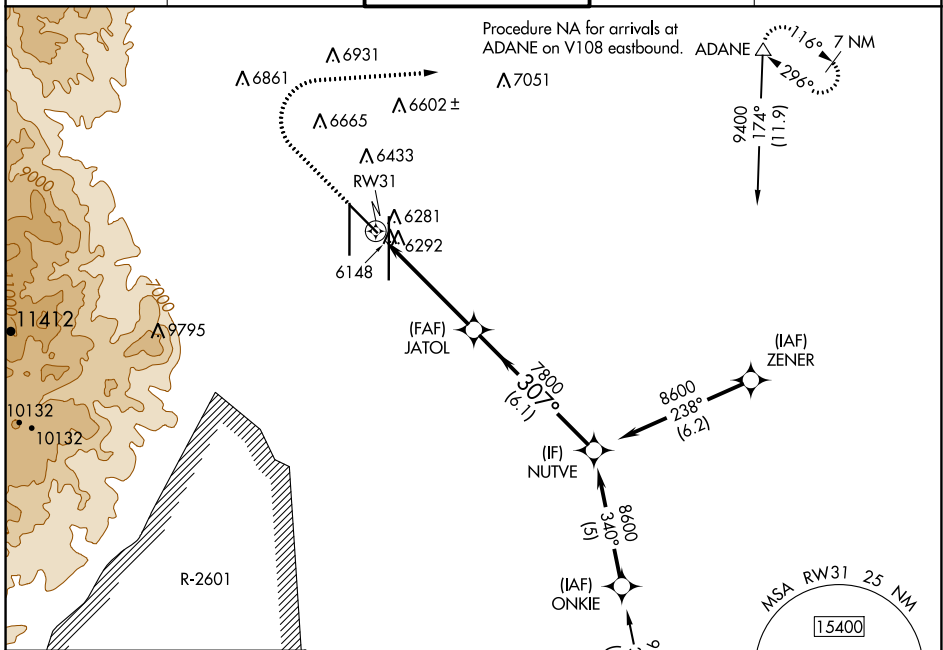 Procedure NA for arrivals at
ADANE on V108 eastbound.
ADANE
116°
7 NM
296°
9400
174°
(11.9)
6931
6861
7051
6602 ±
6665
6433
RW31
6281
6292
6148
9000
7000
11412
9795
10132
10132
(FAF)
JATOL
7800
307°
(6.1)
(IAF)
ZENER
8600
238°
(6.2)
(IF)
NUTVE
8600
340°
(5)
(IAF)
ONKIE
R-2601
MSA RW31 25 NM
15400